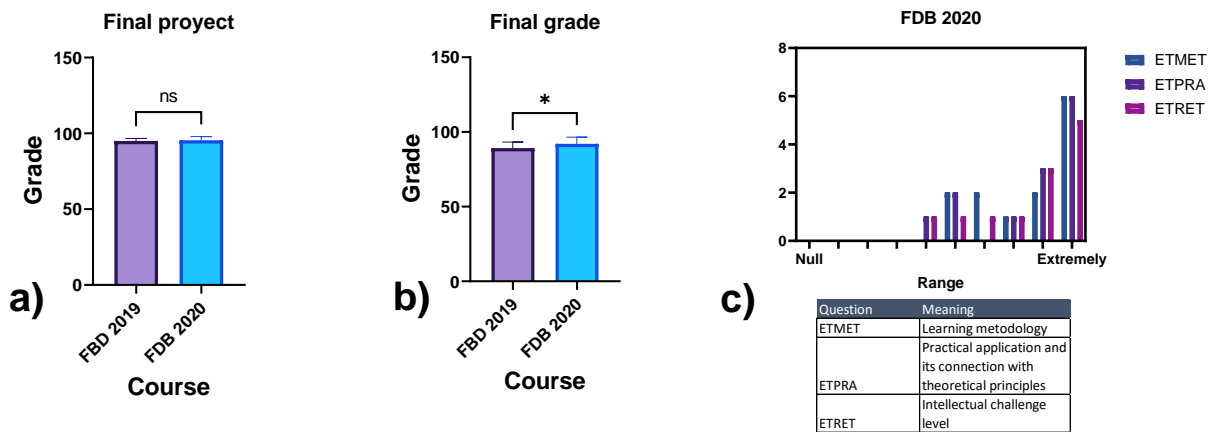 Final proyect
150
100
50
0
Grade
ns
FBD 2019
FDB 2020
Course
a)
Final grade
150
100
50
0
Grade
*
FBD 2019
FDB 2020
Course
b)
FDB 2020
8
6
4
2
0
Null
Extremely
Range
ETMET
ETPRA
ETRET
c)
Question Meaning
ETMET Learning methodology
Practical application and
its connection with
ETPRA theoretical principles
Intellectual challenge
ETRET level